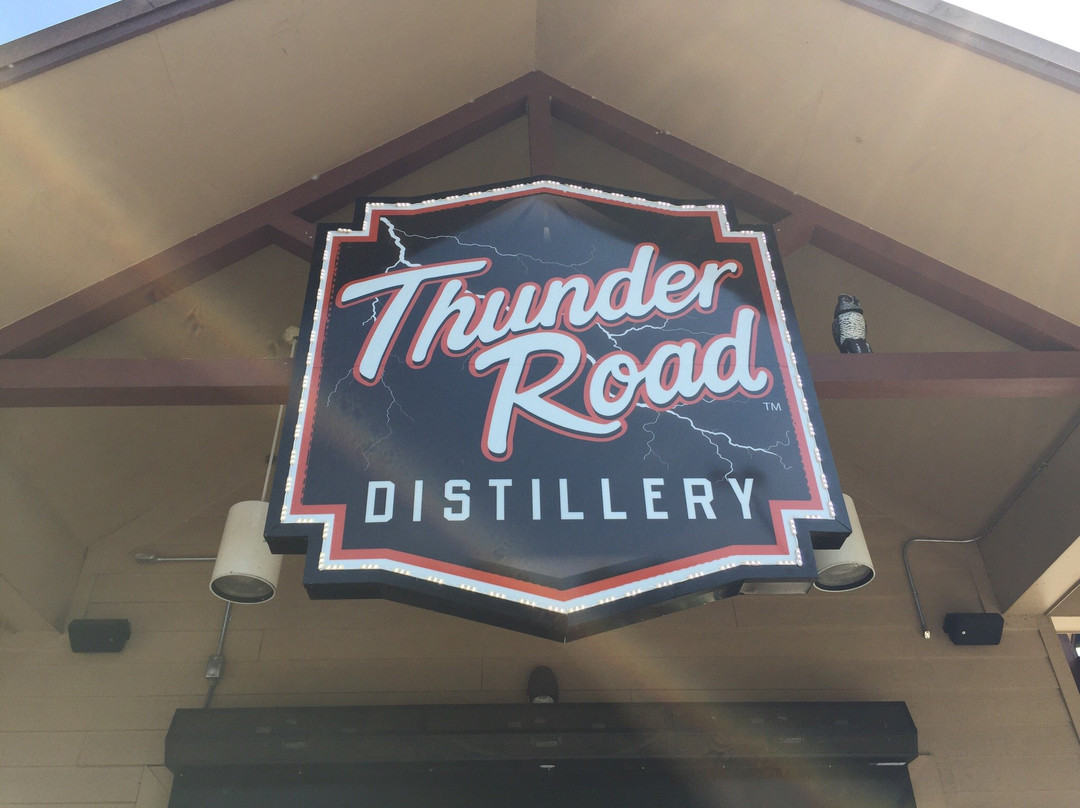 Thunder
Road
TM
DISTILLERY